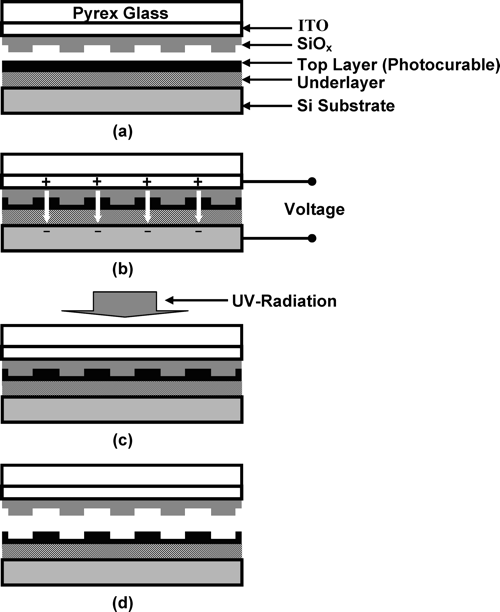 Pyrex Glass
ITO
SiOx
Top Layer (Photocurable)
Underlayer
Si Substrate
(a)
+ + + +
Voltage
– – – –
(b)
UV-Radiation
(c)
(d)